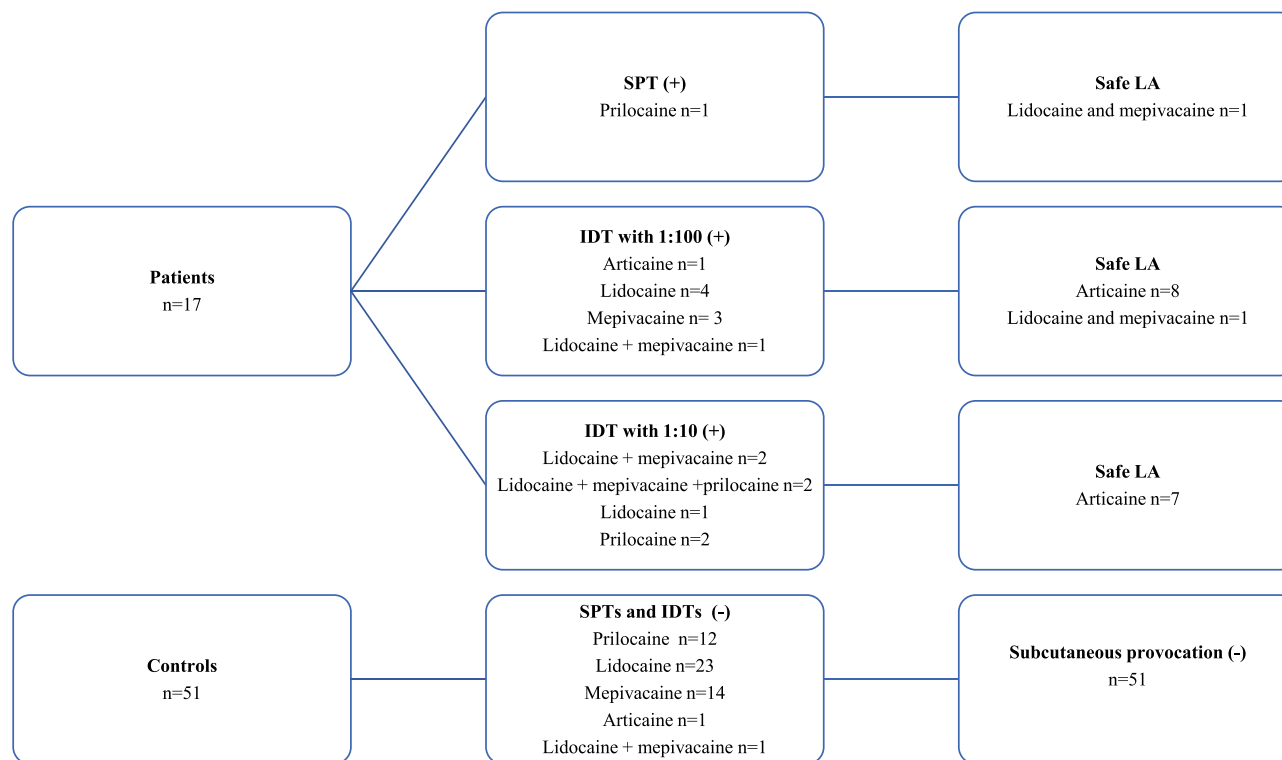 Patients
n=17
SPT (+)
Prilocaine n=1
Safe LA
Lidocaine and mepivacaine n=1
IDT with 1:100 (+)
Articaine n=1
Lidocaine n=4
Mepivacaine n= 3
Lidocaine + mepivacaine n=1
Safe LA
Articaine n=8
Lidocaine and mepivacaine n=1
IDT with 1:10 (+)
Lidocaine + mepivacaine n=2
Lidocaine + mepivacaine +prilocaine n=2
Lidocaine n=1
Prilocaine n=2
Safe LA
Articaine n=7
Controls
n=51
SPTs and IDTs (-)
Prilocaine n=12
Lidocaine n=23
Mepivacaine n=14
Articaine n=1
Lidocaine + mepivacaine n=1
Subcutaneous provocation (-)
n=51